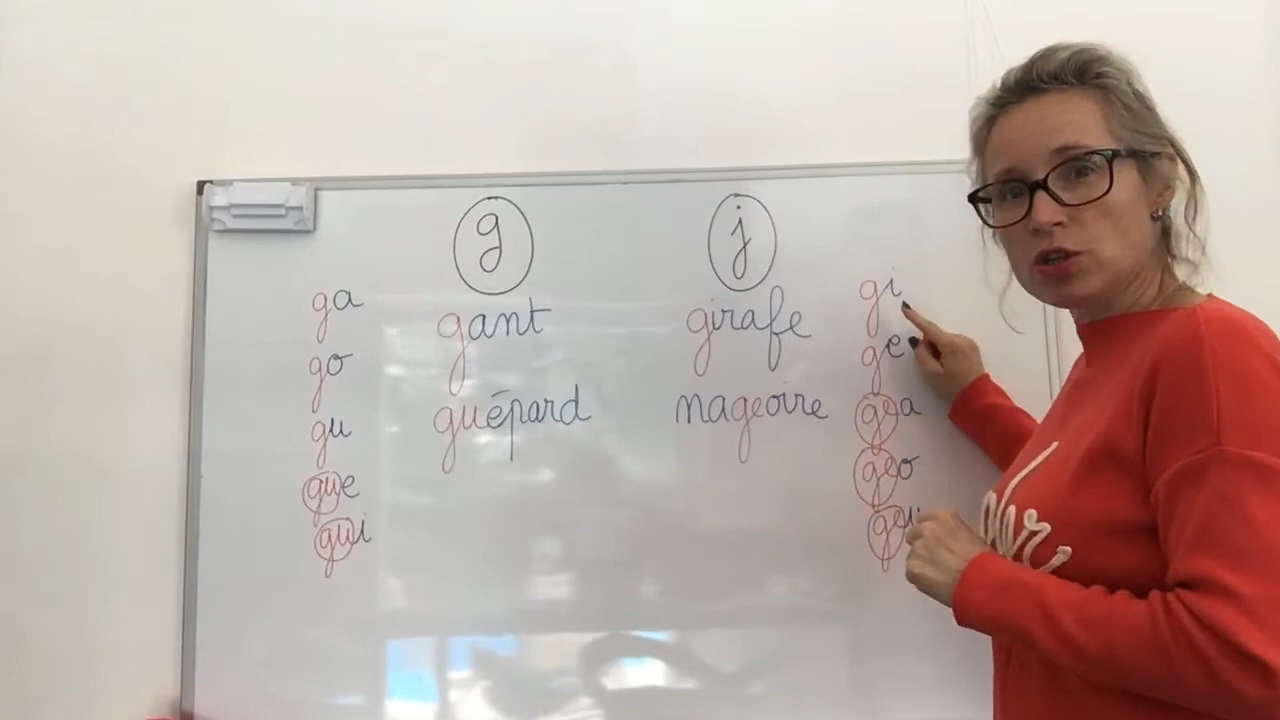 g j
ga gant girafe gi
go ge
gu guépard nageoire gea
gue geo
gui geu